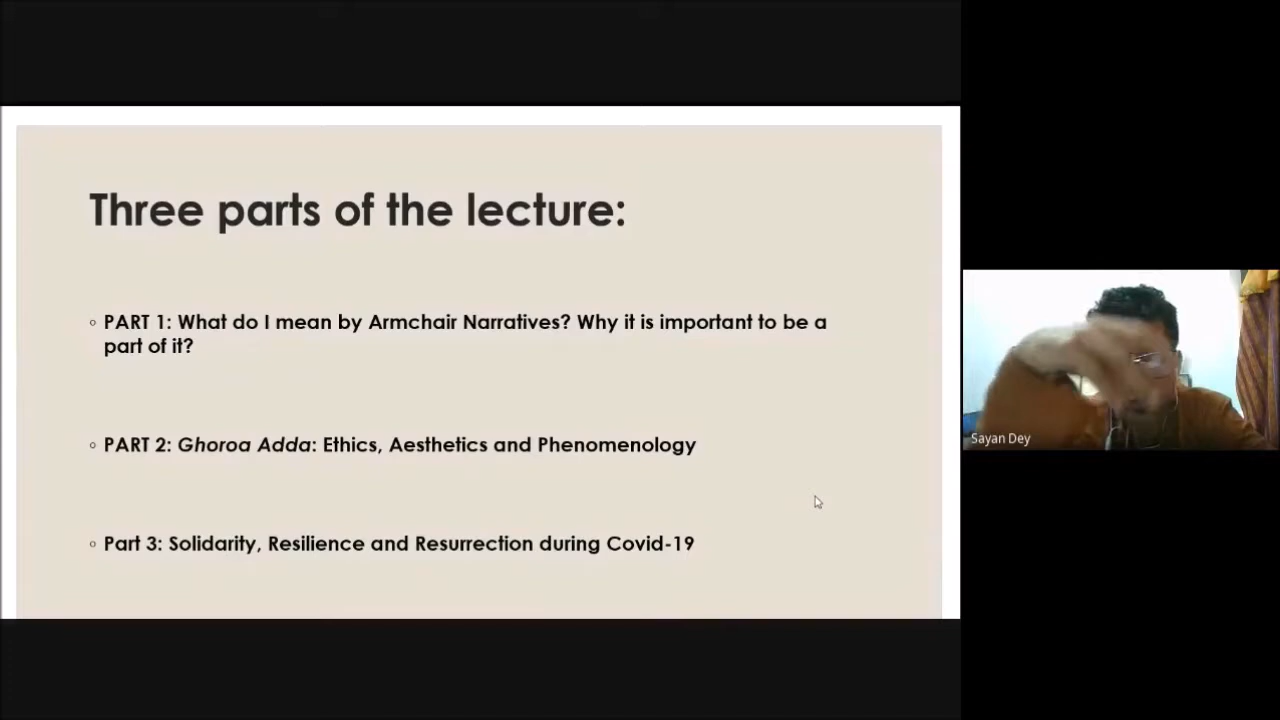 Three parts of the lecture:
◦ PART 1: What do I mean by Armchair Narratives? Why it is important to be a
part of it?
◦ PART 2: Ghoroa Adda: Ethics, Aesthetics and Phenomenology
◦ Part 3: Solidarity, Resilience and Resurrection during Covid-19
Sayan Dey